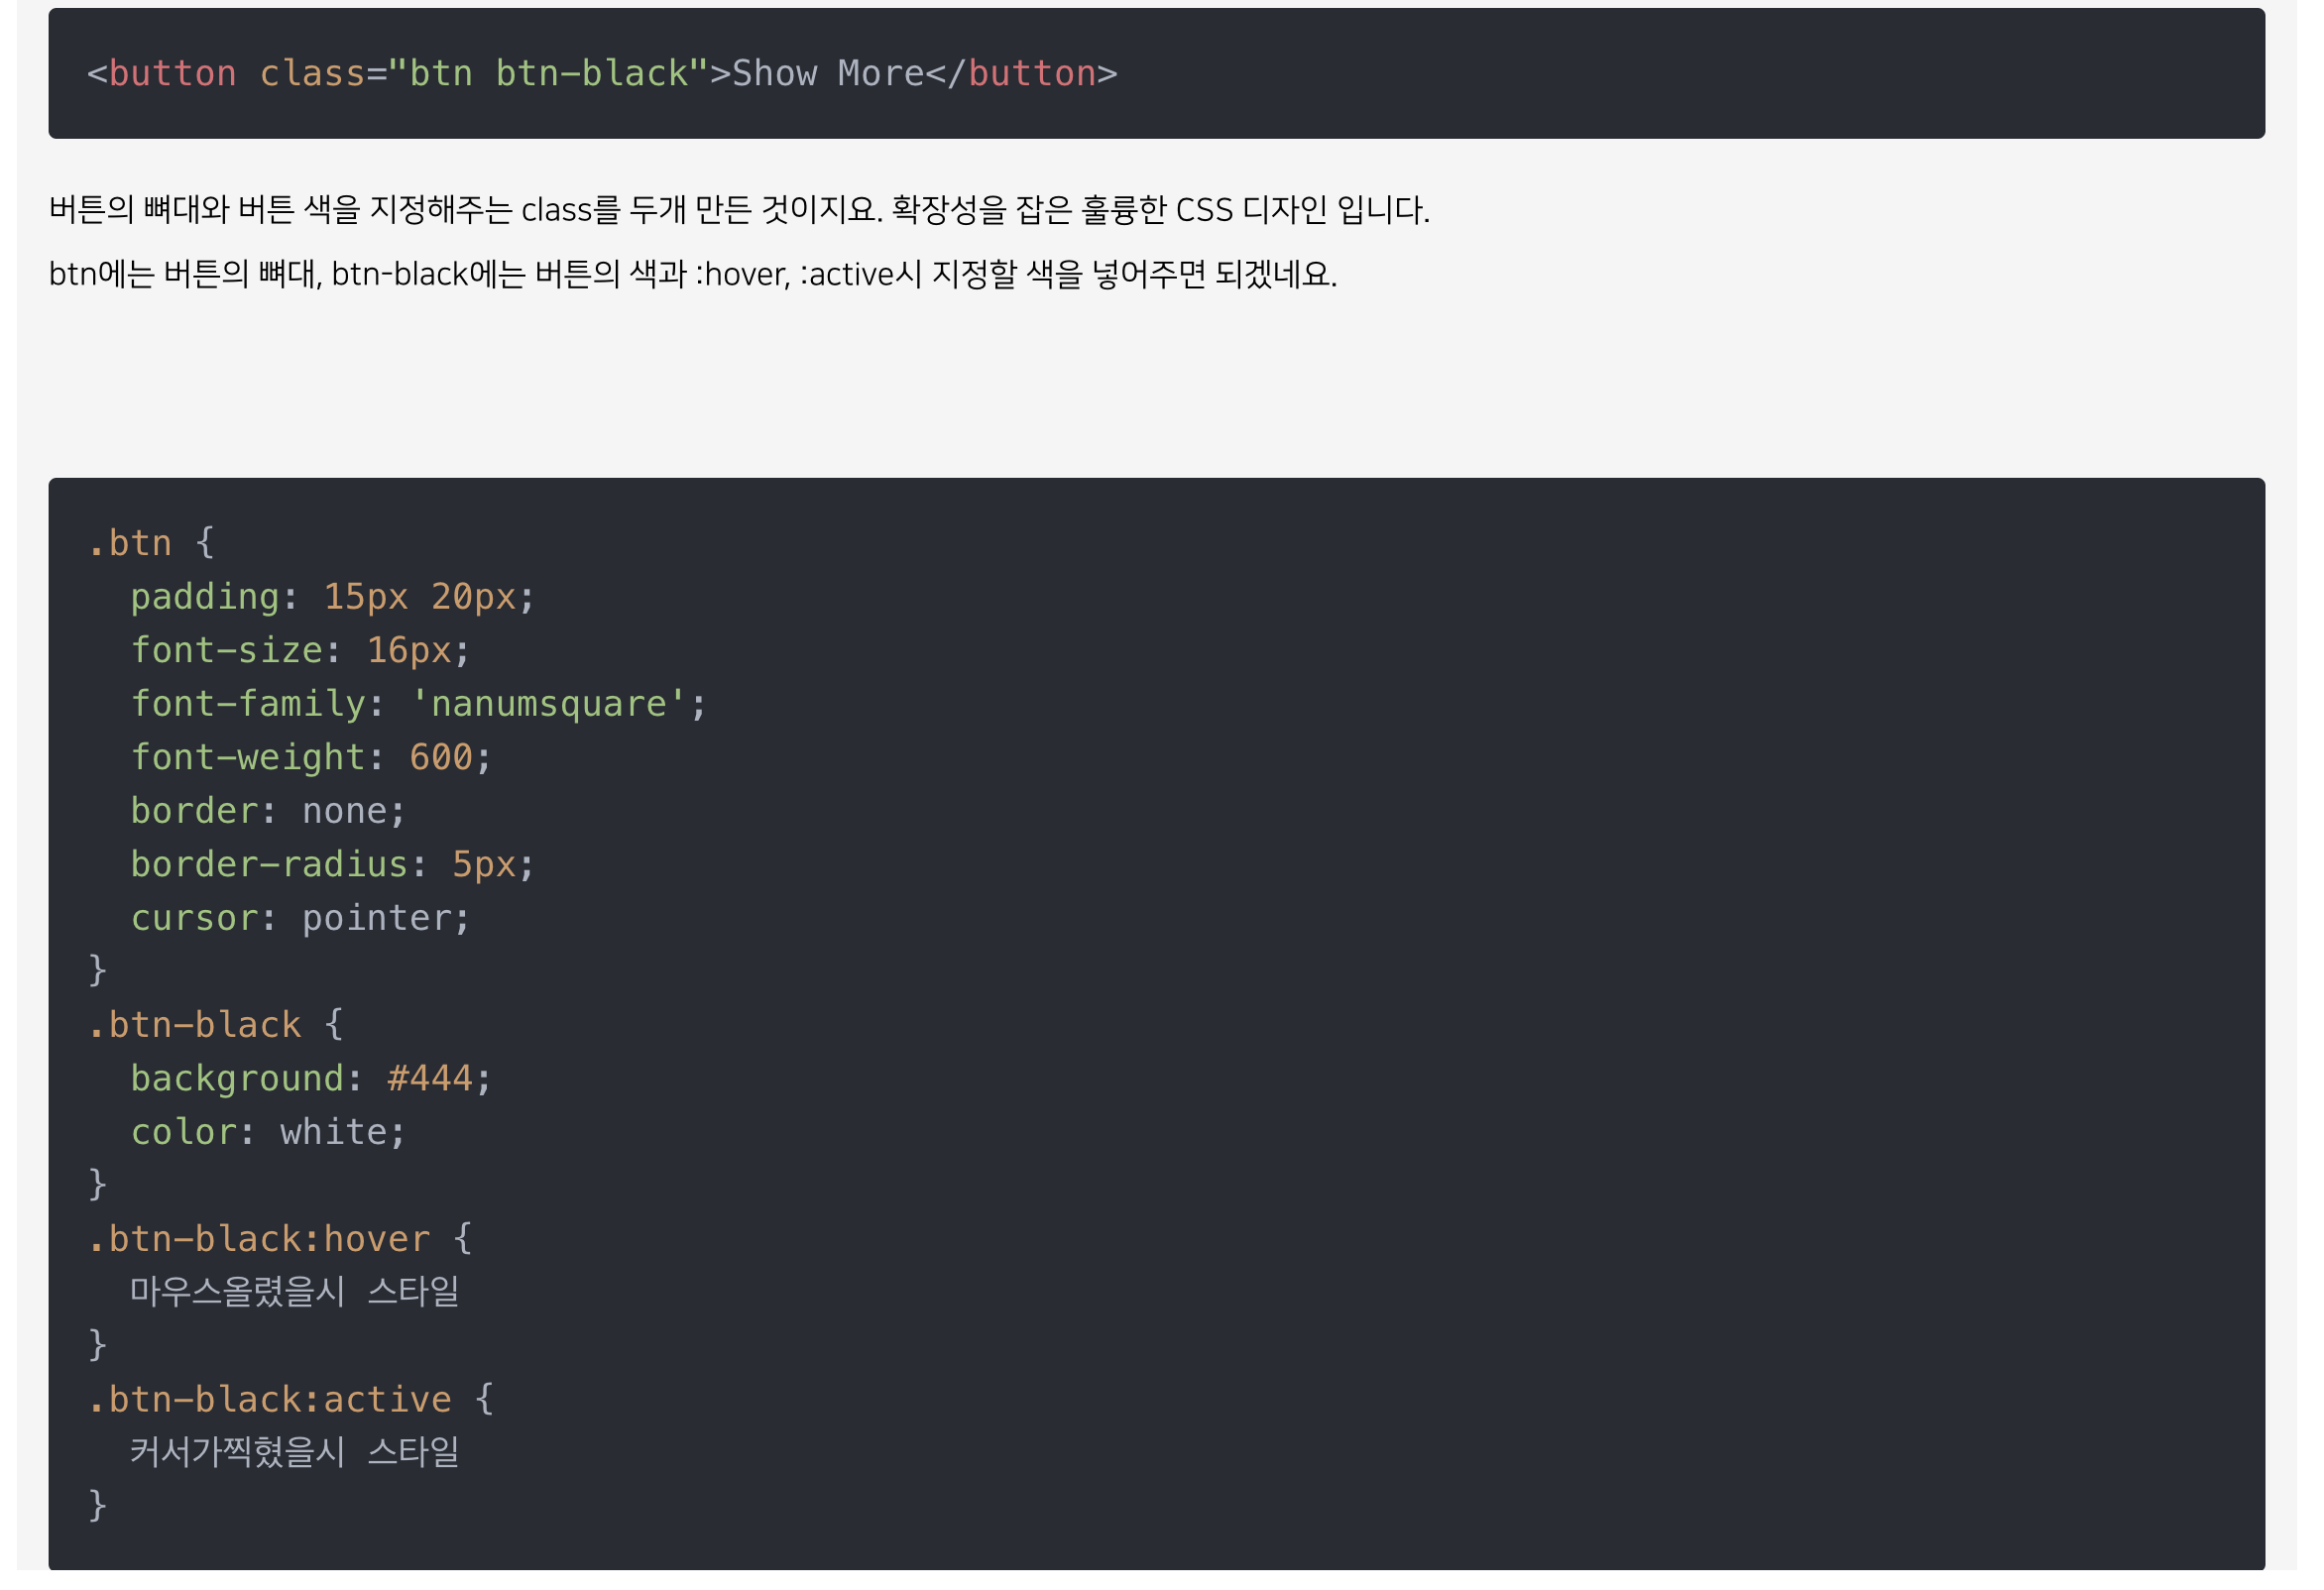 <button class="btn btn-black">Show More</button>
버튼의 뼈대와 버튼 색을 지정해주는 class를 두개 만든 것이지요. 확장성을 잡은 훌륭한 CSS 디자인 입니다.
btn에는 버튼의 뼈대, btn-black에는 버튼의 색과 :hover, :active시 지정할 색을 넣어주면 되겠네요.
.btn {
  padding: 15px 20px;
  font-size: 16px;
  font-family: 'nanumsquare';
  font-weight: 600;
  border: none;
  border-radius: 5px;
  cursor: pointer;
}
.btn-black {
  background: #444;
  color: white;
}
.btn-black:hover {
  마우스올렸을시 스타일
}
.btn-black:active {
  커서가찍혔을시 스타일
}